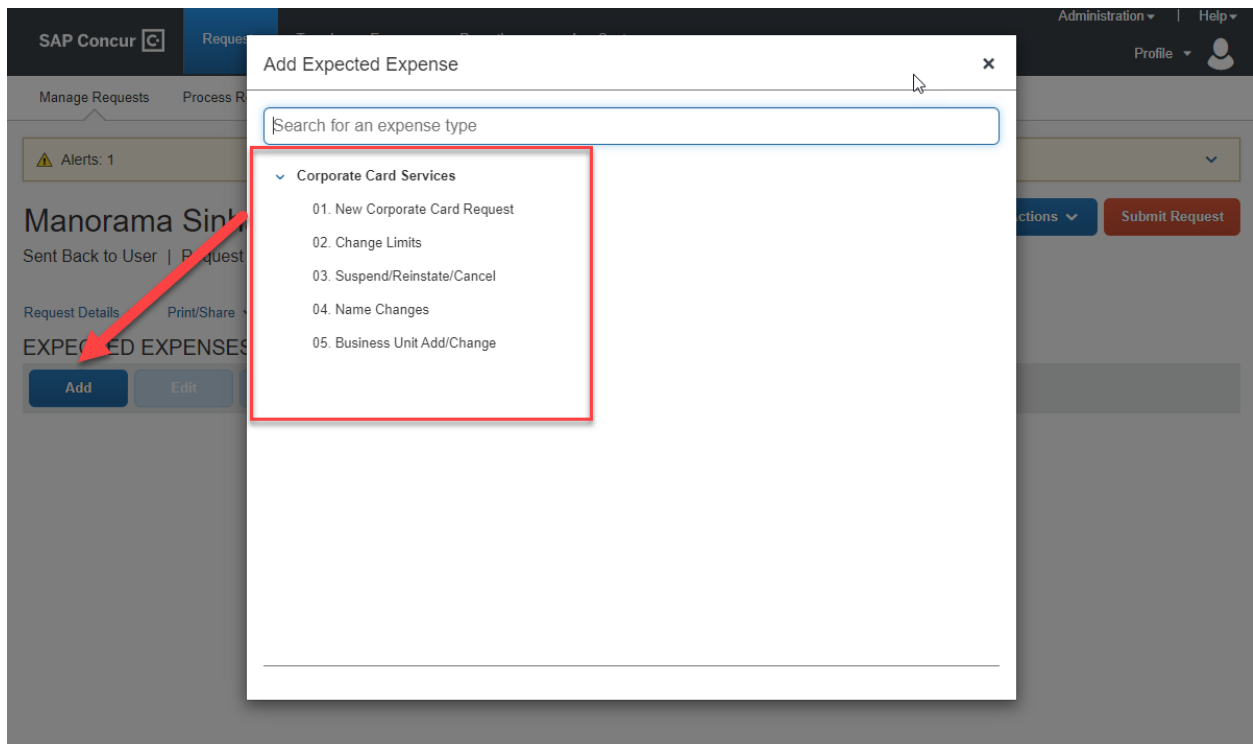 Administration | Help
SAP Concur C
Profile
Add Expected Expense
Manage Requests
Search for an expense type
Alerts: 1
Corporate Card Services
01. New Corporate Card Request
Manorama
Submit Request
02. Change Limits
Sent Back to User |
03. Suspend/Reinstate/Cancel
04. Name Changes
Request Details Print/Share
05. Business Unit Add/Change
Add Edit